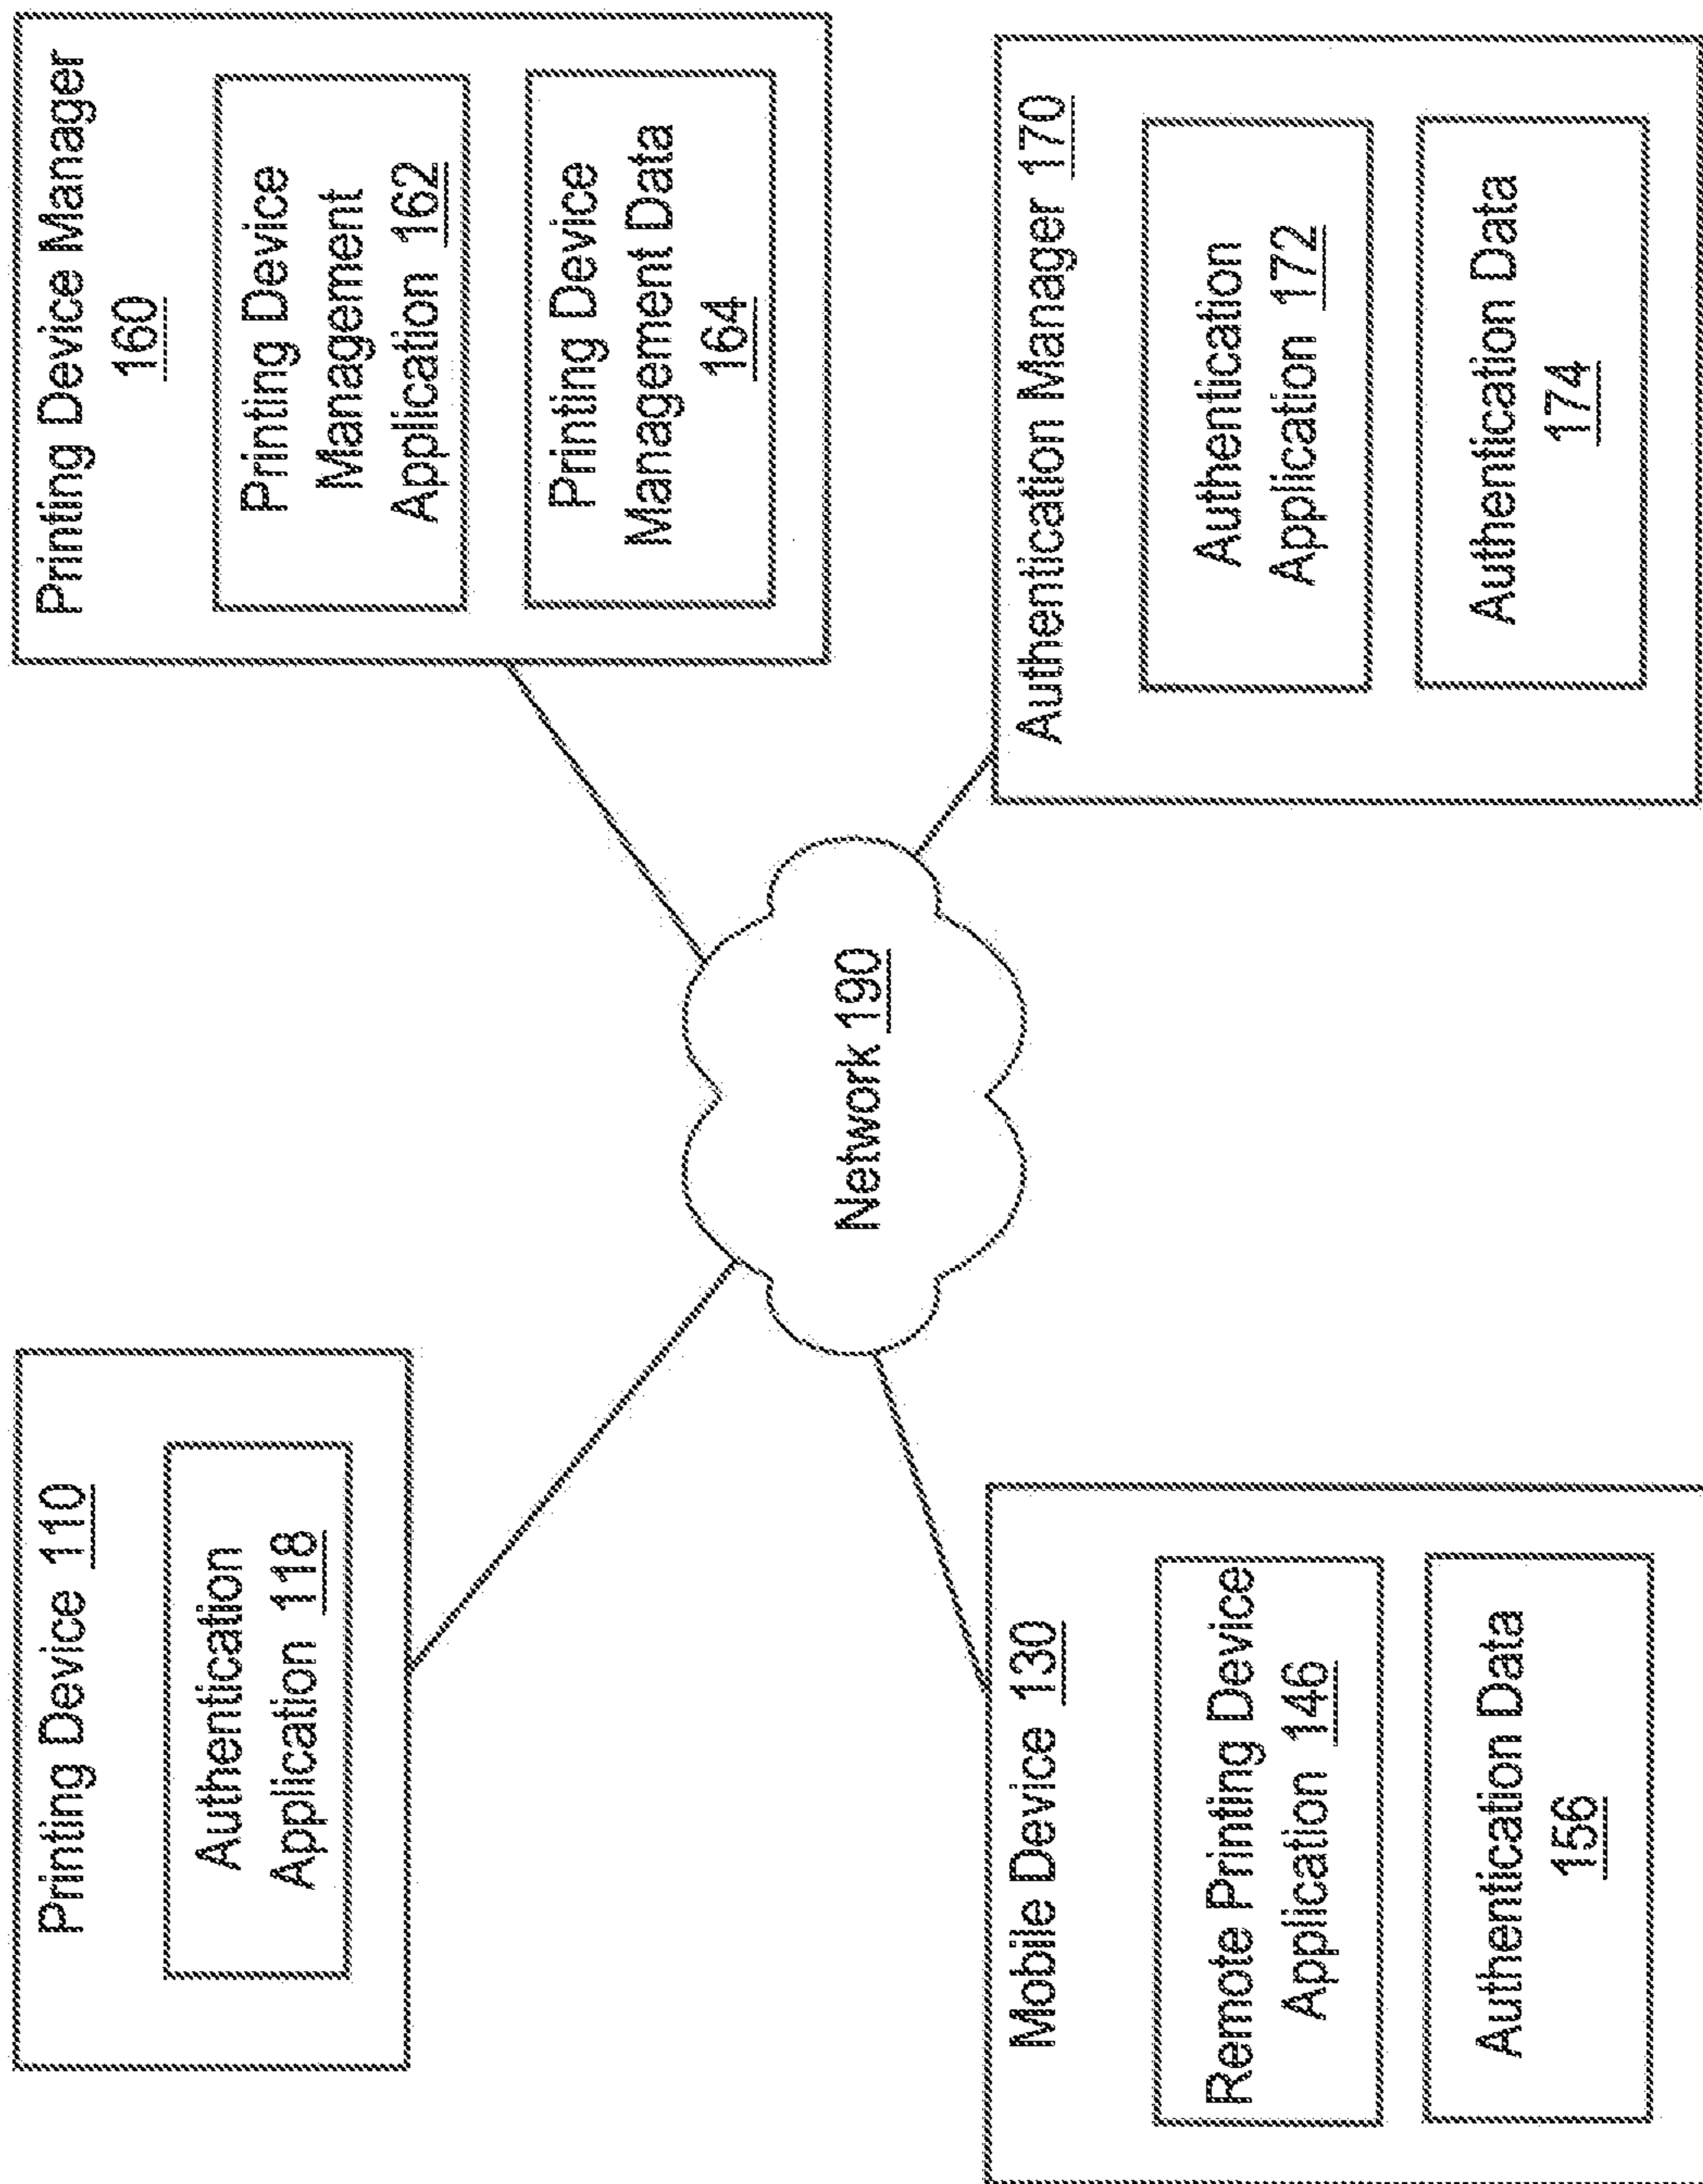 Printing Device 110
Authentication
Application 118
Printing Device Manager
160
Printing Device
Management
Application 162
Printing Device
Management Data
164
Network 190
Mobile Device 130
Remote Printing Device
Application 146
Authentication Data
156
Authentication Manager 170
Authentication
Application 172
Authentication Data
174